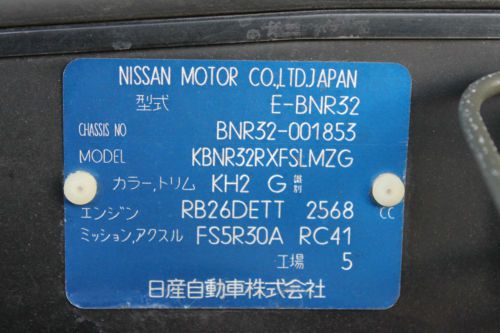 NISSAN MOTOR CO.,LTD.JAPAN
型式 E-BNR32
CHASSIS NO BNR32-001853
MODEL KBNR32RXFSLMZG
カラー,トリム KH2 G 識別
エンジン RB26DETT 2568 CC
ミッション,アクスル FS5R30A RC41
工場 5
日産自動車株式会社